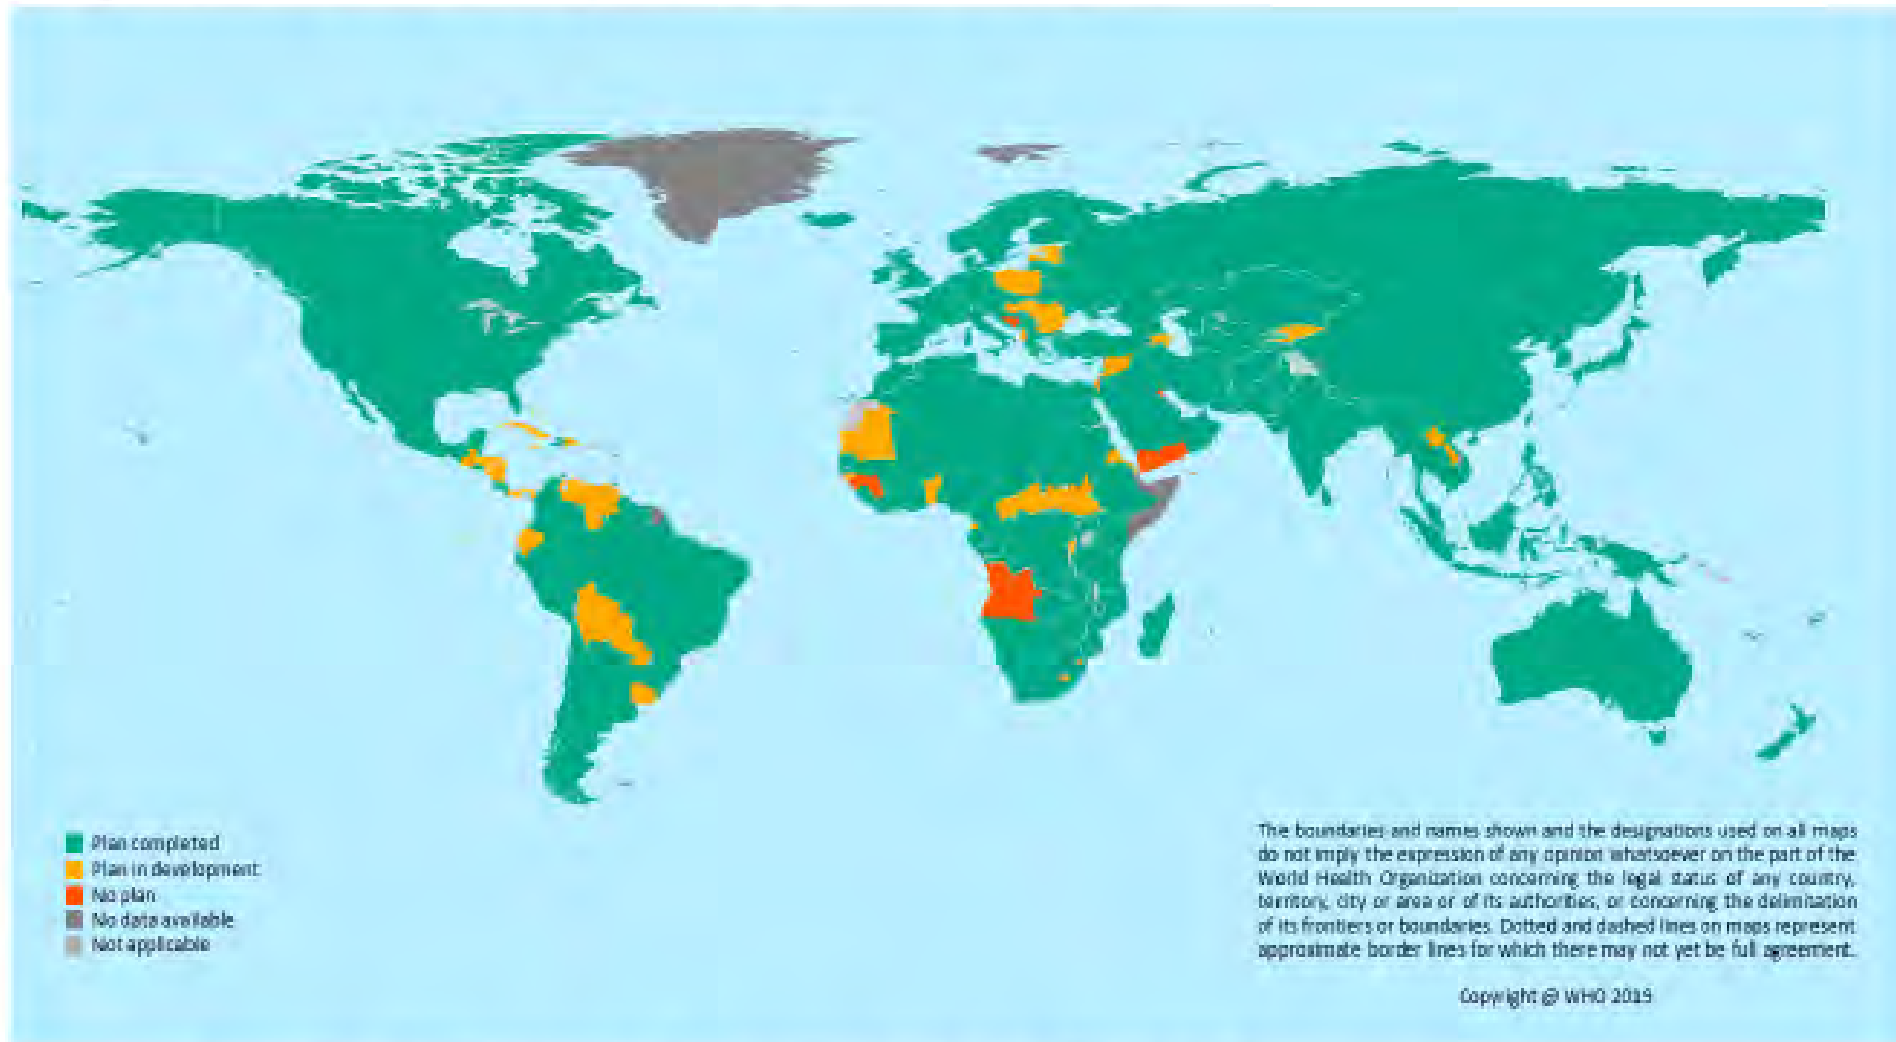 Plan completed
Plan in development
No plan
No data available
Not applicable
The boundaries and names shown and the designations used on all maps
do not imply the expression of any opinion whatsoever on the part of the
World Health Organization concerning the legal status of any country,
territory, city or area or of its authorities, or concerning the delimitation
of its frontiers or boundaries. Dotted and dashed lines on maps represent
approximate border lines for which there may not yet be full agreement.
Copyright @ WHO 2019